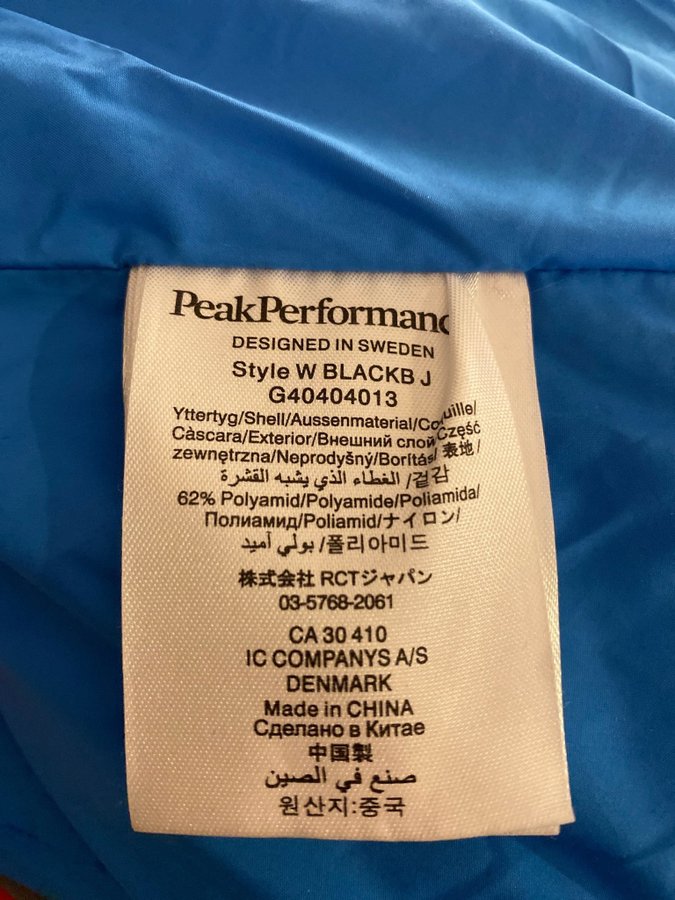 PeakPerformanc
DESIGNED IN SWEDEN
Style W BLACKB J
G40404013
Yttertyg/Shell/Aussenmaterial/Coquille/
Càscara/Exterior/Внешний слой/Część
zewnętrzna/Neprodyšný/Borítás/表地/
الغطاء الذي يشبه القشرة/겉감
62% Polyamid/Polyamide/Poliamida/
Полиамид/Poliamid/ナイロン/
بولي أميد/폴리아미드
株式会社 RCTジャパン
03-5768-2061
CA 30 410
IC COMPANYS A/S
DENMARK
Made in CHINA
Сделано в Китае
中国製
صنع في الصين
원산지:중국